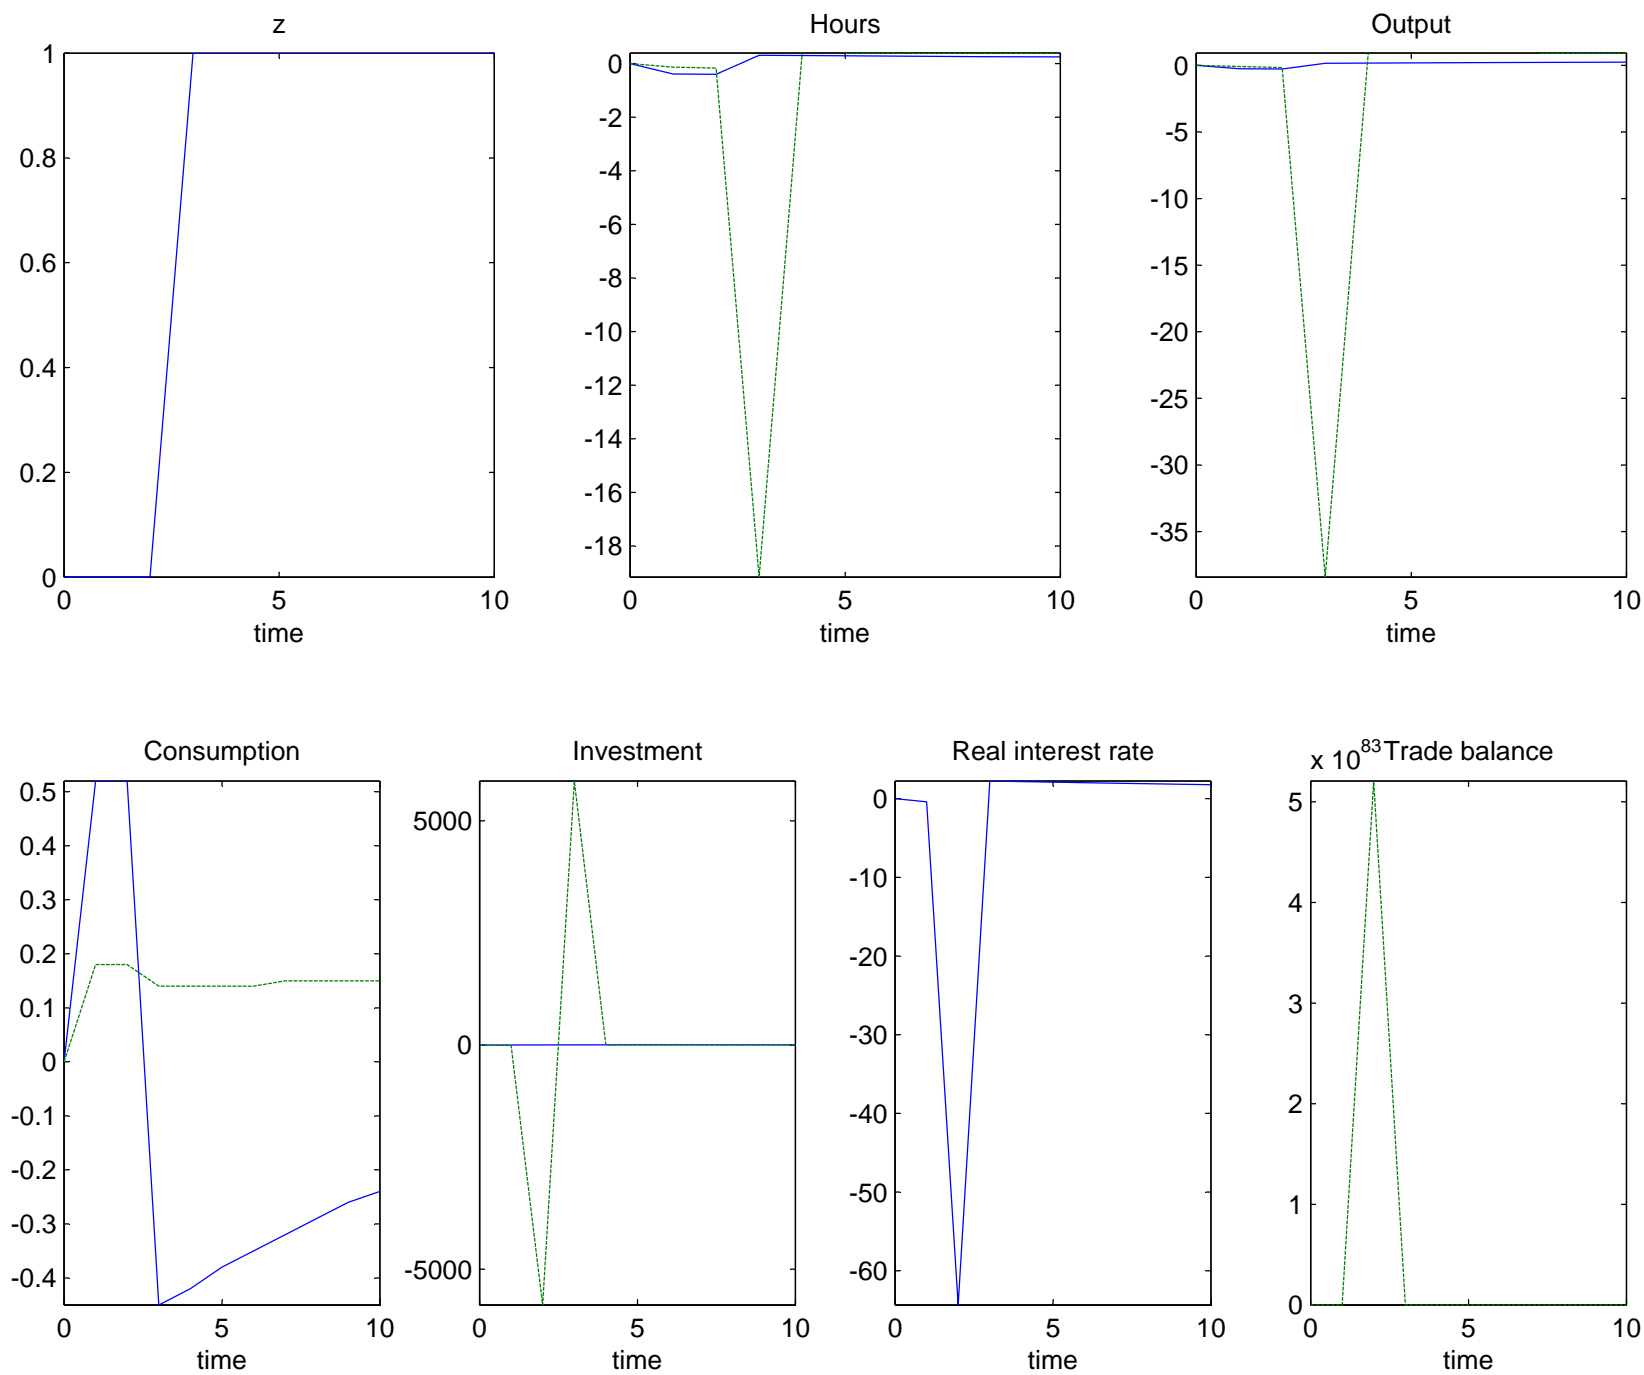 z
1
0.8
0.6
0.4
0.2
0
0 5 10
time
Hours
0
-2
-4
-6
-8
-10
-12
-14
-16
-18
0 5 10
time
Output
0
-5
-10
-15
-20
-25
-30
-35
0 5 10
time
Consumption
0.5
0.4
0.3
0.2
0.1
0
-0.1
-0.2
-0.3
-0.4
0 5 10
time
Investment
5000
0
-5000
0 5 10
time
Real interest rate
0
-10
-20
-30
-40
-50
-60
0 5 10
time
x 10^83 Trade balance
5
4
3
2
1
0
0 5 10
time